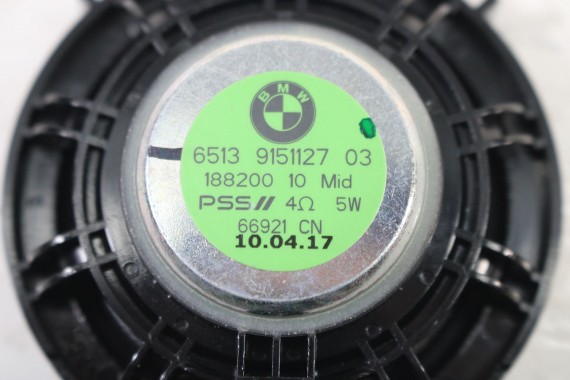 BMW
6513 9151127 03
188200 10 Mid
PSS// 4Ω 5W
66921 CN
10.04.17